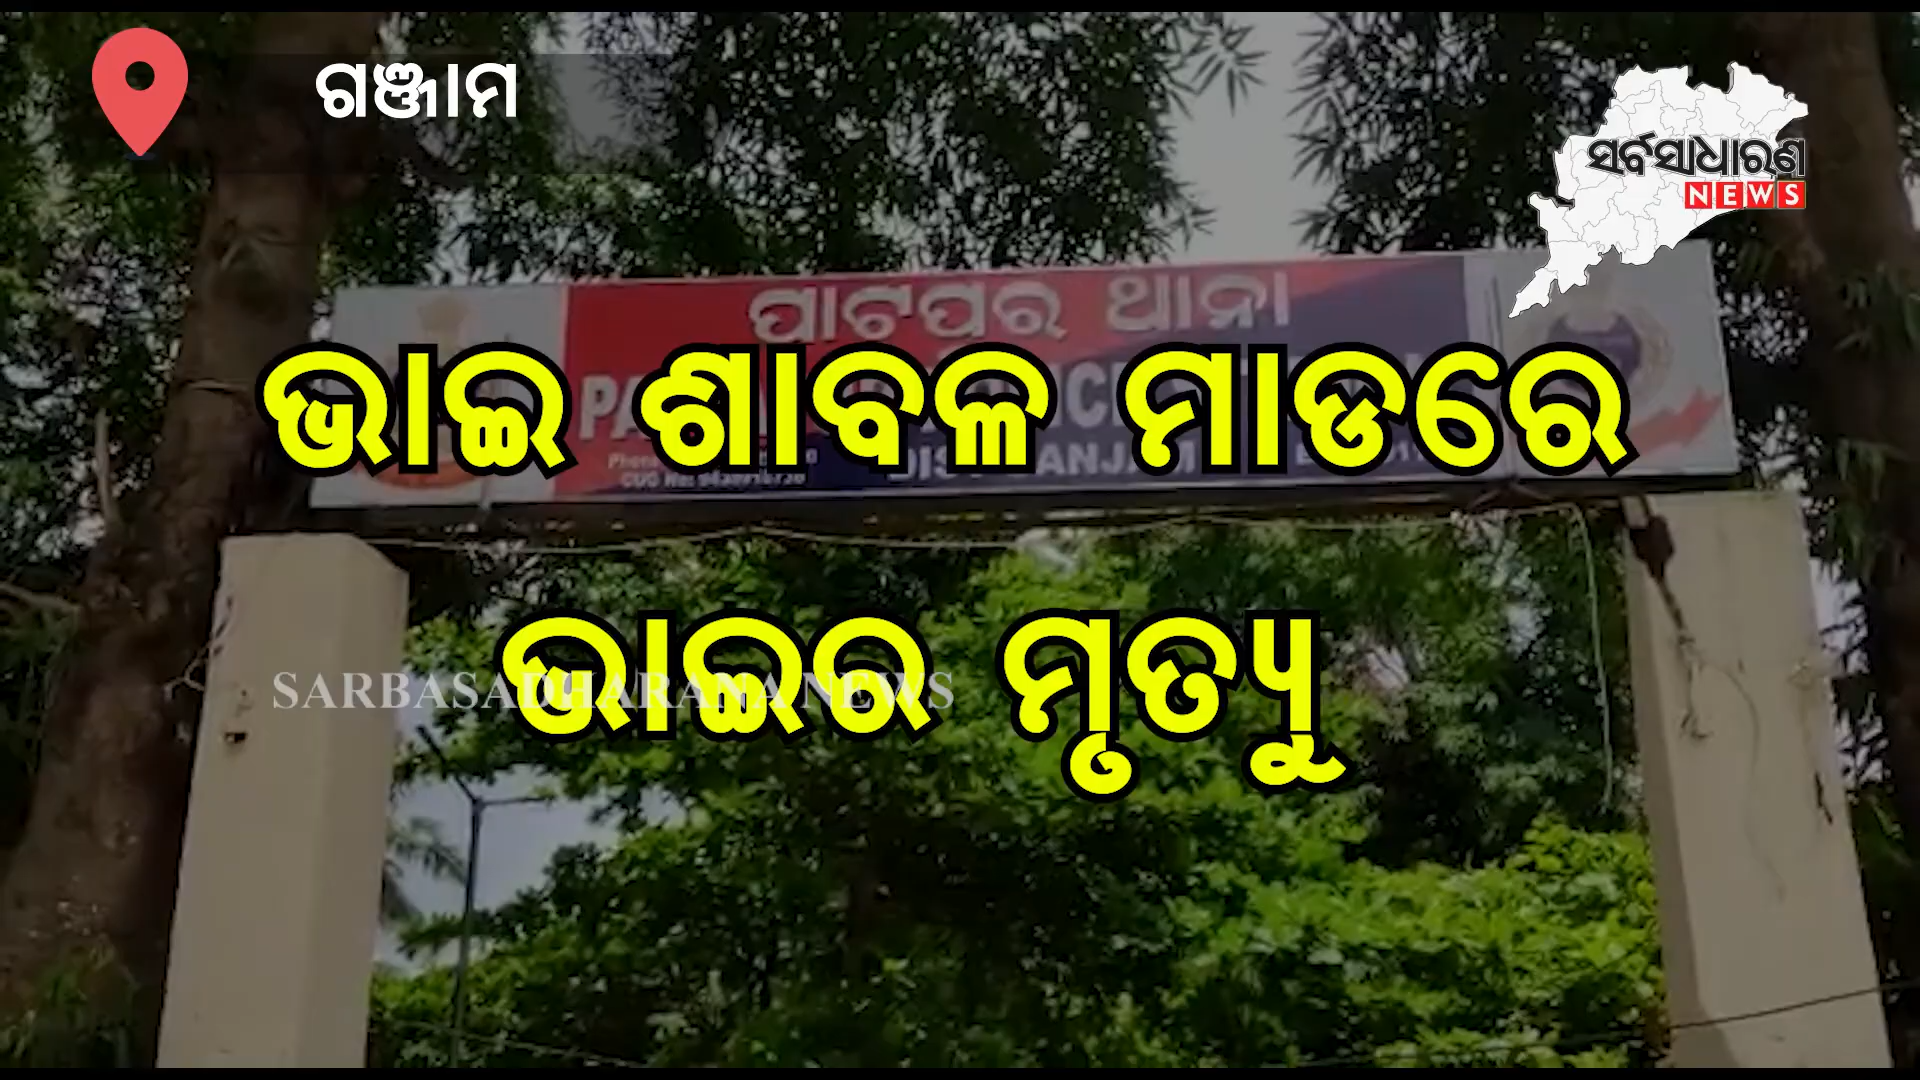 ଗଞ୍ଜାମ
ସର୍ବସାଧାରଣ
NEWS
ପାଟପୁର ଥାନା
ଭାଇ ଶାବଳ ମାଡରେ
ଭାଇର ମୃତ୍ୟୁ
SARBASADHARANA NEWS